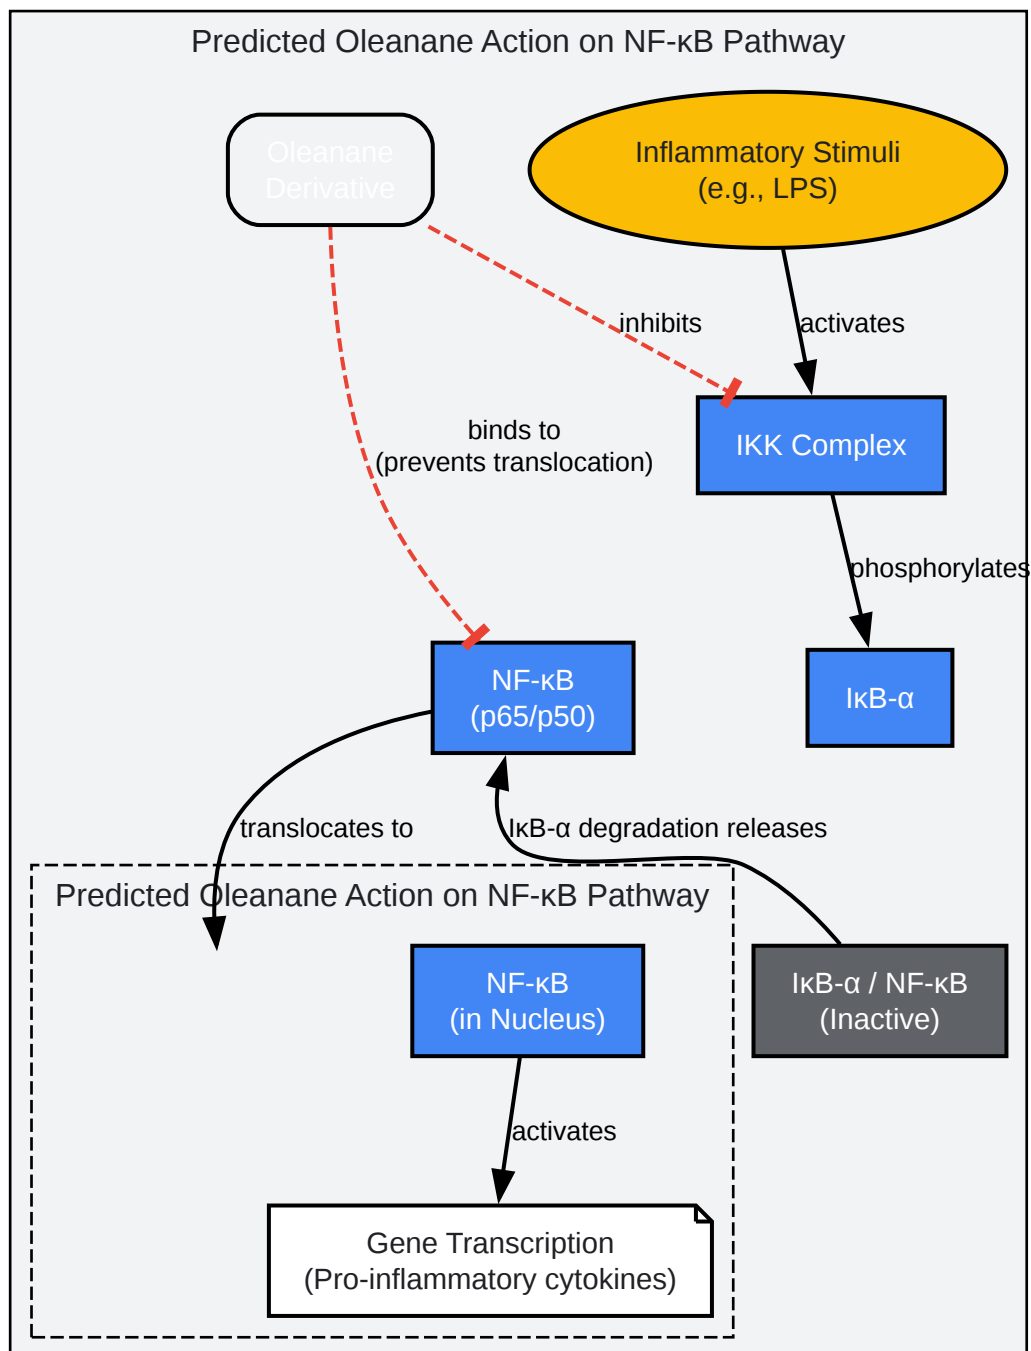 Predicted Oleanane Action on NF-κB Pathway
Oleanane
Derivative
Inflammatory Stimuli
(e.g., LPS)
inhibits
activates
binds to
(prevents translocation)
IKK Complex
phosphorylates
NF-κB
(p65/p50)
IκB-α
translocates to
IκB-α degradation releases
Predicted Oleanane Action on NF-κB Pathway
NF-κB
(in Nucleus)
IκB-α / NF-κB
(Inactive)
activates
Gene Transcription
(Pro-inflammatory cytokines)